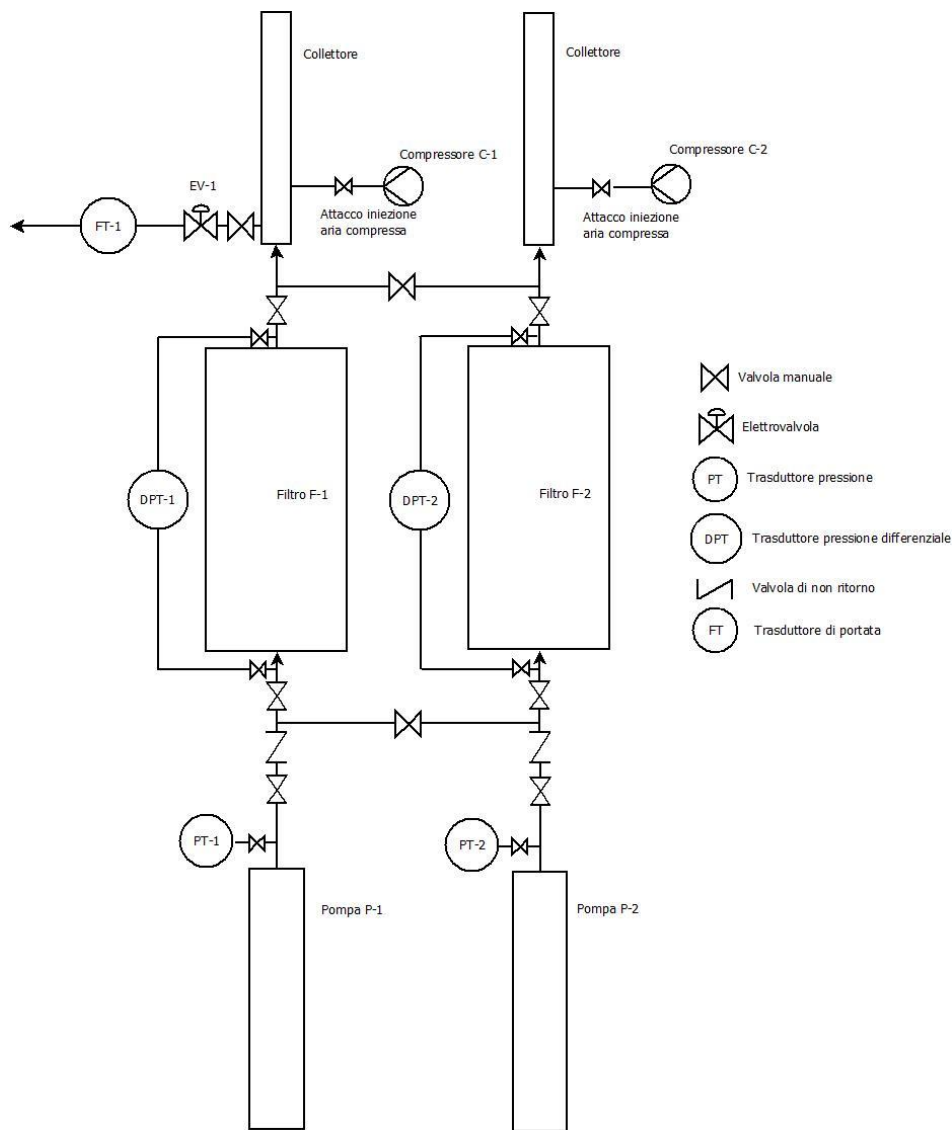 Collettore
Collettore
Compressore C-1
Compressore C-2
EV-1
Attacco iniezione
aria compressa
Attacco iniezione
aria compressa
FT-1
Valvola manuale
Elettrovalvola
DPT-1
Filtro F-1
DPT-2
Filtro F-2
PT
Trasduttore pressione
DPT
Trasduttore pressione differenziale
Valvola di non ritorno
FT
Trasduttore di portata
PT-1
PT-2
Pompa P-1
Pompa P-2